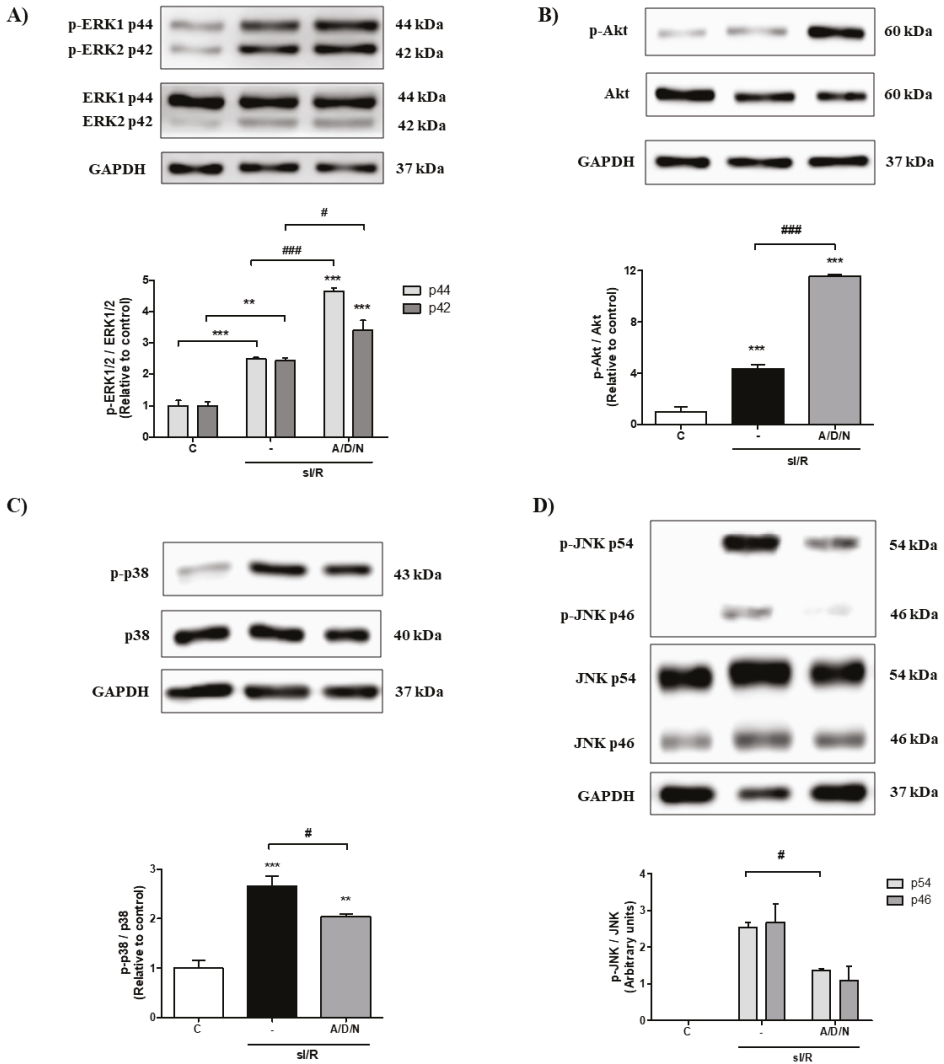 A)
p-ERK1 p44
44 kDa
p-ERK2 p42
42 kDa
ERK1 p44
44 kDa
ERK2 p42
42 kDa
GAPDH
37 kDa
#
###
**
***
***
***
p44
p42
p-ERK1/2 / ERK1/2
(Relative to control)
5
4
3
2
1
0
C
-
A/D/N
sI/R
B)
p-Akt
60 kDa
Akt
60 kDa
GAPDH
37 kDa
###
***
***
p-Akt / Akt
(Relative to control)
12
8
4
0
C
-
A/D/N
sI/R
C)
p-p38
43 kDa
p38
40 kDa
GAPDH
37 kDa
#
***
**
p-p38 / p38
(Relative to control)
3
2
1
0
C
-
A/D/N
sI/R
D)
p-JNK p54
54 kDa
p-JNK p46
46 kDa
JNK p54
54 kDa
JNK p46
46 kDa
GAPDH
37 kDa
#
p54
p46
p-JNK / JNK
(Arbitrary units)
4
3
2
1
0
C
-
A/D/N
sI/R